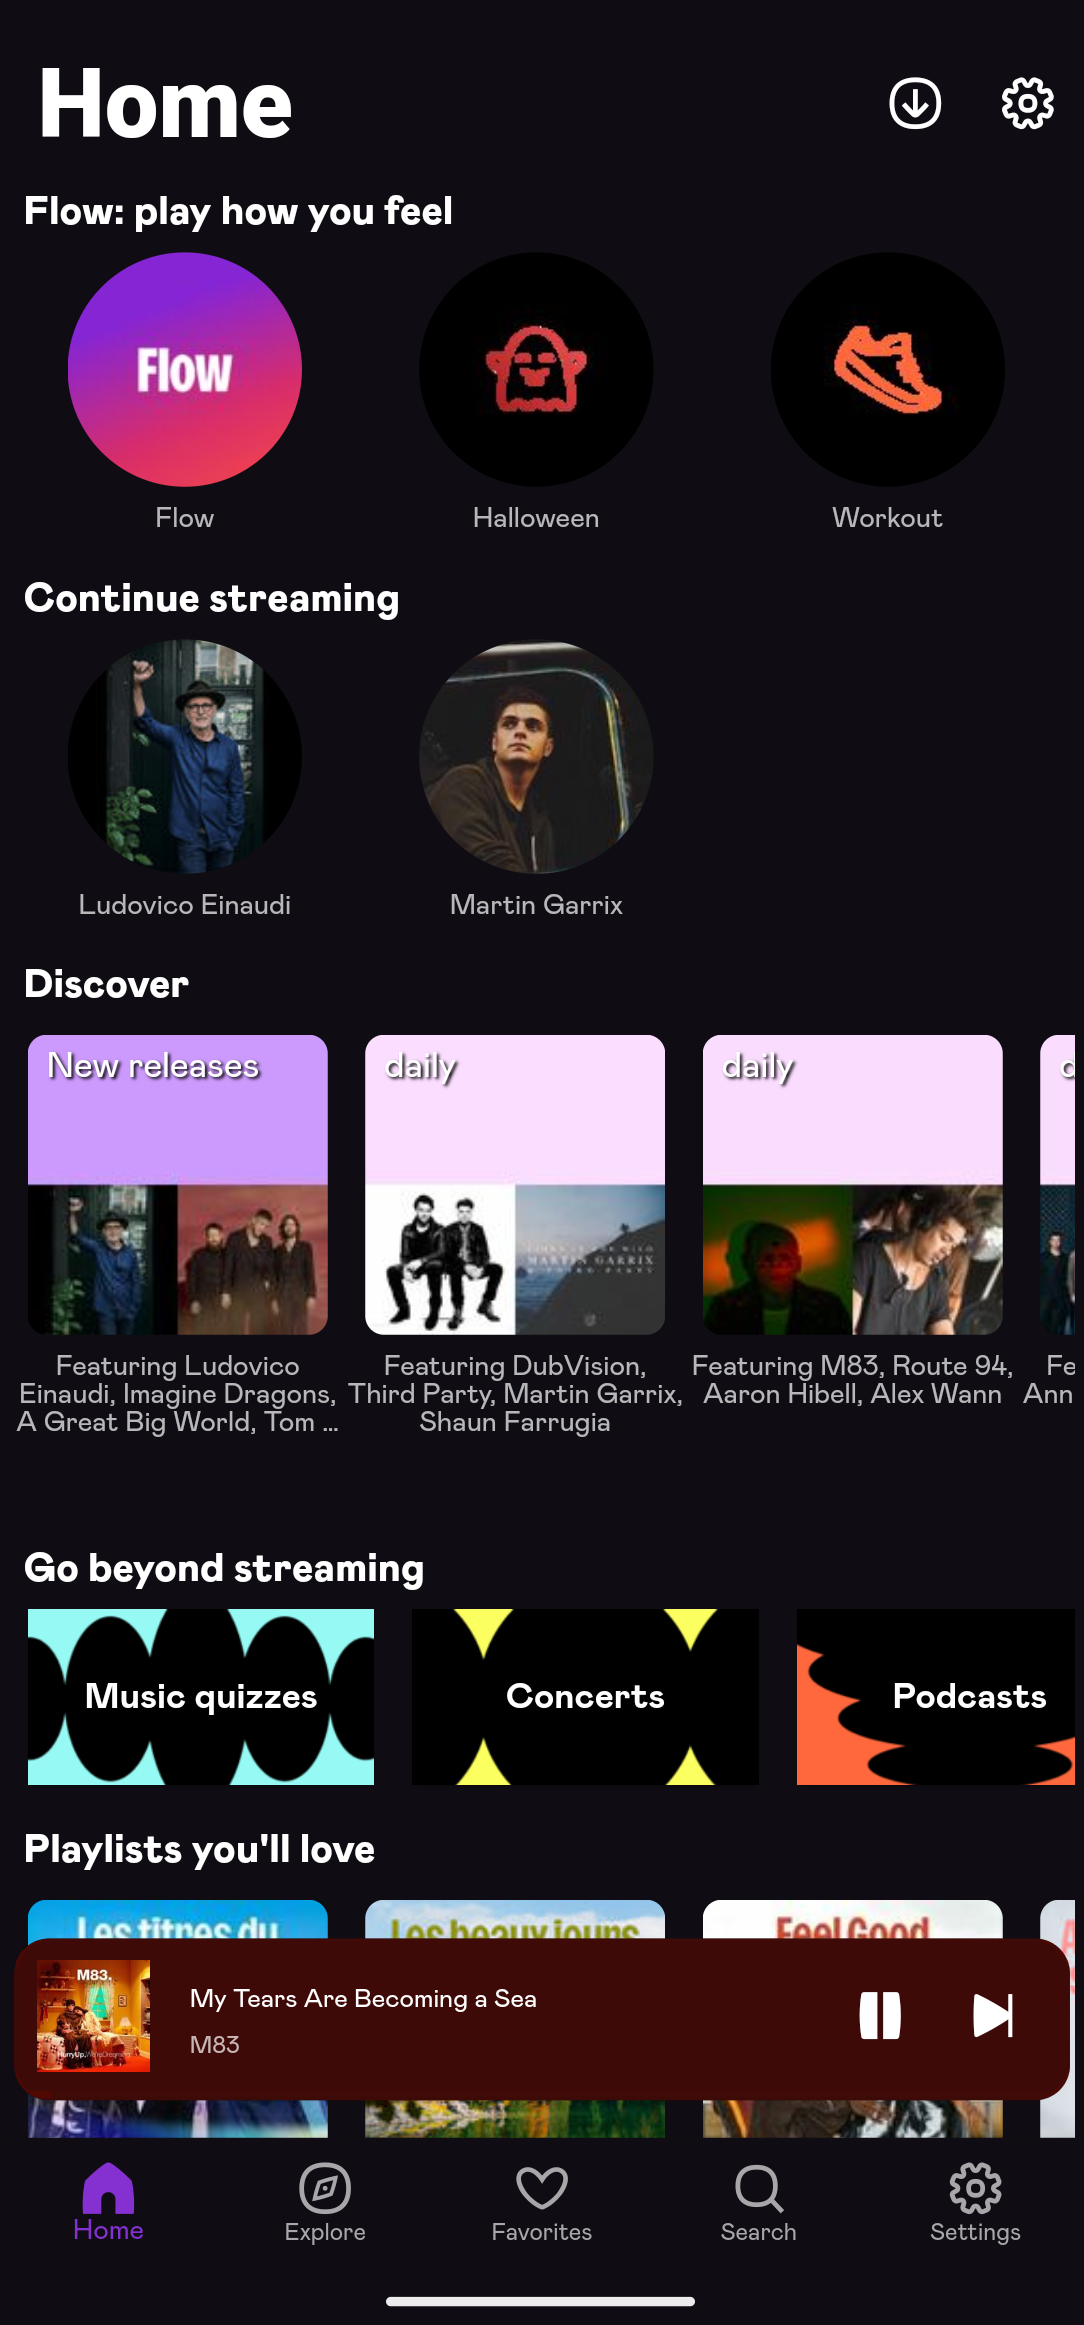 Home
Flow: play how you feel
Flow
Flow
Halloween
Workout
Continue streaming
Ludovico Einaudi
Martin Garrix
Discover
New releases
daily
daily
MARTIN GARRIX
Featuring Ludovico
Einaudi, Imagine Dragons,
A Great Big World, Tom ...
Featuring DubVision,
Third Party, Martin Garrix,
Shaun Farrugia
Featuring M83, Route 94,
Aaron Hibell, Alex Wann
Fe
Ann
Go beyond streaming
Music quizzes
Concerts
Podcasts
Playlists you'll love
Les titres du
Les beaux jours
Feel Good
M83.
My Tears Are Becoming a Sea
M83
Home
Explore
Favorites
Search
Settings